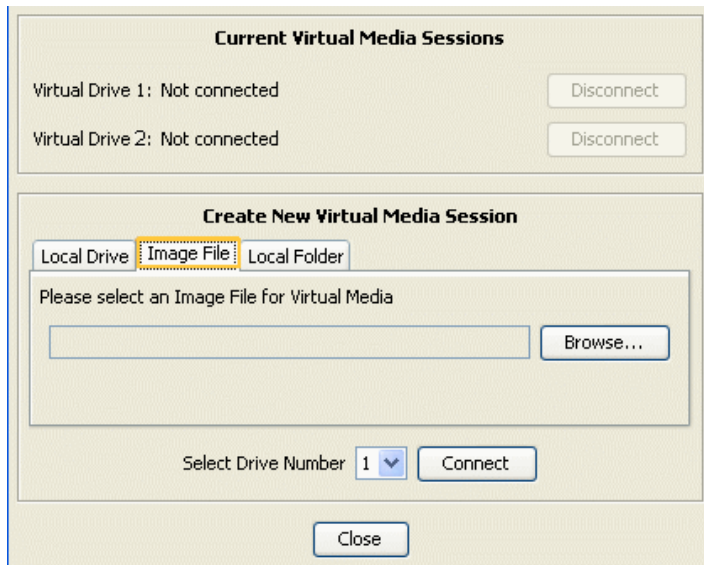 Current Virtual Media Sessions
Virtual Drive 1: Not connected Disconnect
Virtual Drive 2: Not connected Disconnect
Create New Virtual Media Session
Local Drive Image File Local Folder
Please select an Image File for Virtual Media
Browse...
Select Drive Number 1 Connect
Close